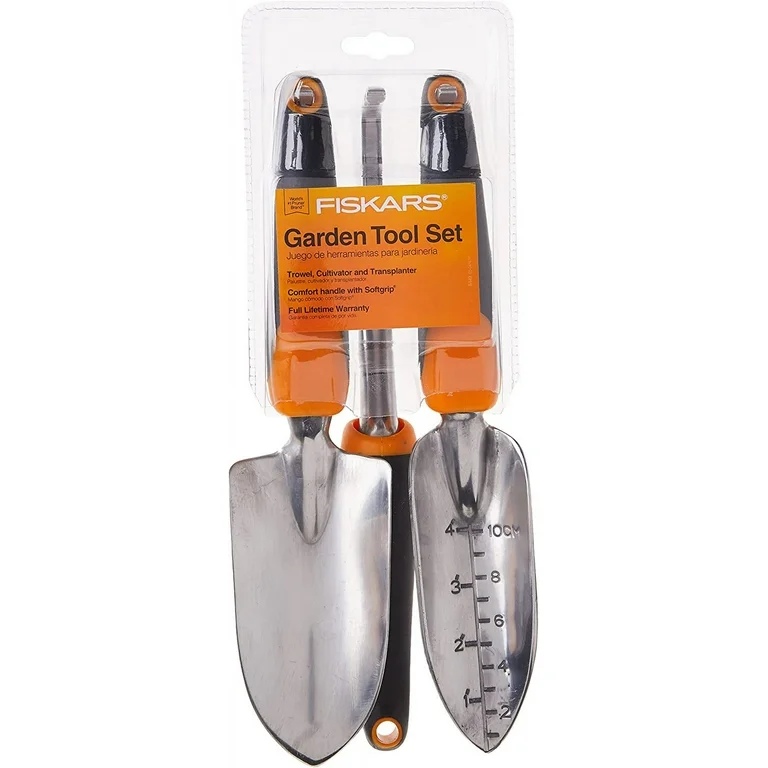 World's
#1 Pruner
Brand™
FISKARS®
Garden Tool Set
Juego de herramientas para jardinería
Trowel, Cultivator and Transplanter
Palustre, cultivador y transplantador
Comfort handle with Softgrip®
Mango cómodo con Softgrip®
Full Lifetime Warranty
Garantía completa de por vida
4 10CM
3 8
6
2
4
1
2